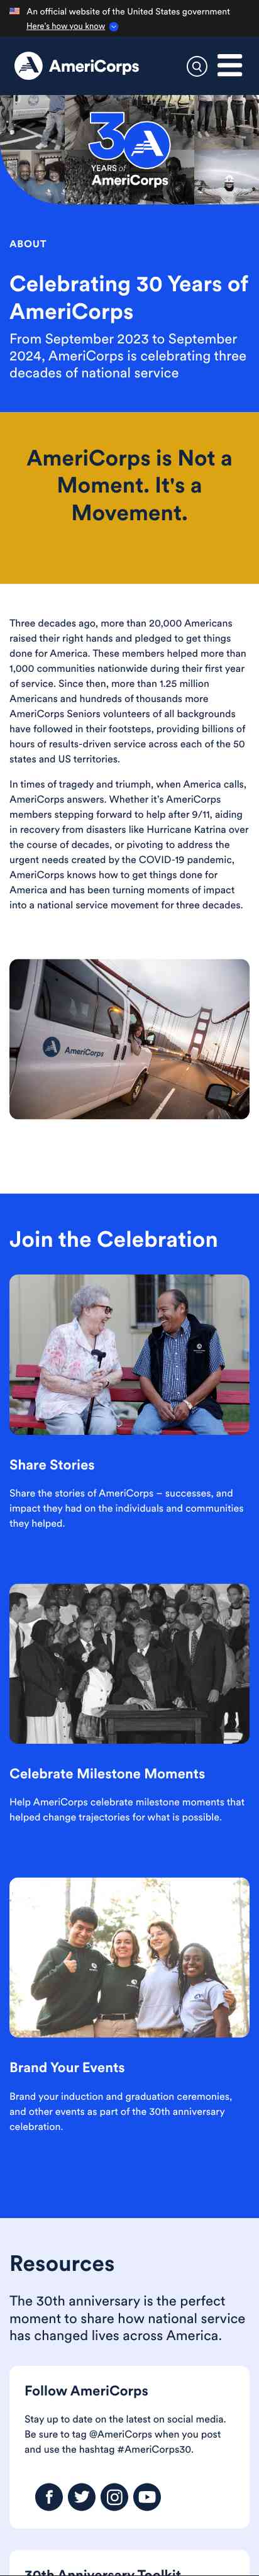 An official website of the United States government
Here's how you know
AmeriCorps
30
YEARS of
AmeriCorps
ABOUT
Celebrating 30 Years of
AmeriCorps
From September 2023 to September
2024, AmeriCorps is celebrating three
decades of national service
AmeriCorps is Not a
Moment. It's a
Movement.
Three decades ago, more than 20,000 Americans
raised their right hands and pledged to get things
done for America. These members helped more than
1,000 communities nationwide during their first year
of service. Since then, more than 1.25 million
Americans and hundreds of thousands more
AmeriCorps Seniors volunteers of all backgrounds
have followed in their footsteps, providing billions of
hours of results-driven service across each of the 50
states and US territories.
In times of tragedy and triumph, when America calls,
AmeriCorps answers. Whether it's AmeriCorps
members stepping forward to help after 9/11, aiding
in recovery from disasters like Hurricane Katrina over
the course of decades, or pivoting to address the
urgent needs created by the COVID-19 pandemic,
AmeriCorps knows how to get things done for
America and has been turning moments of impact
into a national service movement for three decades.
AmeriCorps
Join the Celebration
Share Stories
Share the stories of AmeriCorps – successes, and
impact they had on the individuals and communities
they helped.
Celebrate Milestone Moments
Help AmeriCorps celebrate milestone moments that
helped change trajectories for what is possible.
Brand Your Events
Brand your induction and graduation ceremonies,
and other events as part of the 30th anniversary
celebration.
Resources
The 30th anniversary is the perfect
moment to share how national service
has changed lives across America.
Follow AmeriCorps
Stay up to date on the latest on social media.
Be sure to tag @AmeriCorps when you post
and use the hashtag #AmeriCorps30.
30th Anniversary Toolkit